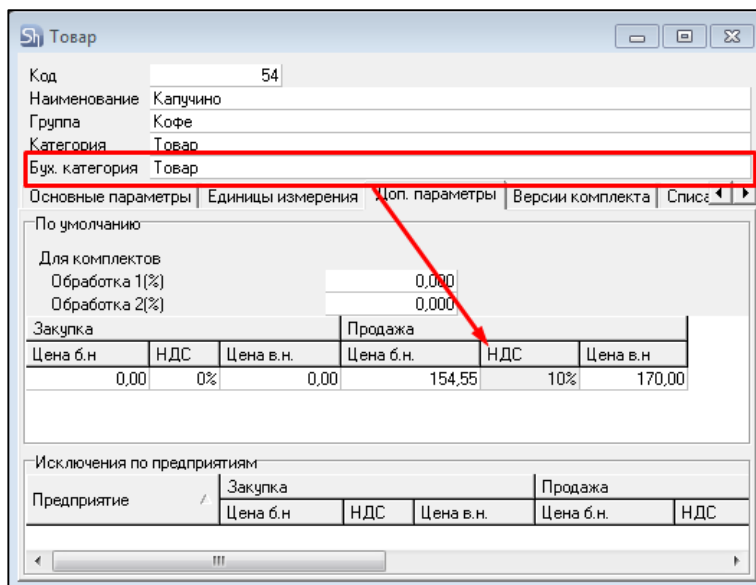 Sh Товар
Код 54
Наименование Капучино
Группа Кофе
Категория Товар
Бух. категория Товар
Основные параметры Единицы измерения Доп. параметры Версии комплекта Списа
По умолчанию
Для комплектов
Обработка 1(%) 0,000
Обработка 2(%) 0,000
Закупка Продажа
Цена б.н НДС Цена в.н. Цена б.н. НДС Цена в.н
0,00 0% 0,00 154,55 10% 170,00
Исключения по предприятиям
Предприятие Закупка Продажа
Цена б.н НДС Цена в.н. Цена б.н. НДС